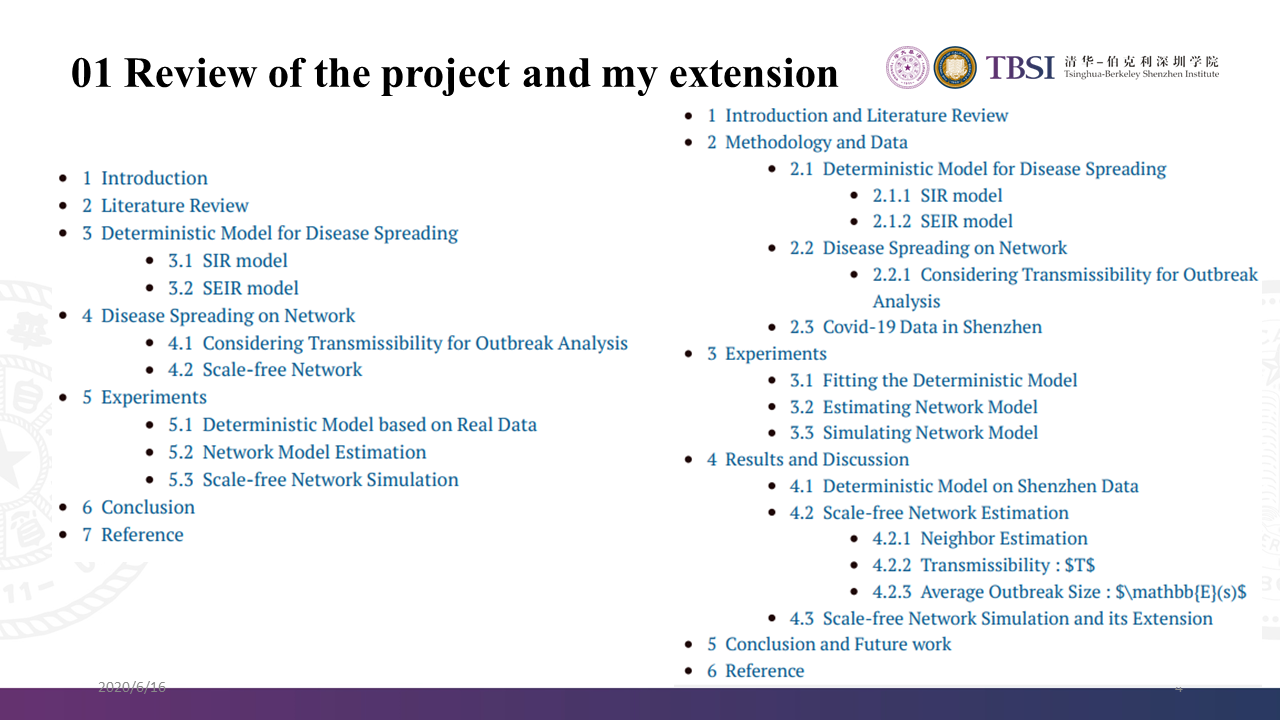 01 Review of the project and my extension
TBSI
清华-伯克利深圳学院
Tsinghua-Berkeley Shenzhen Institute
• 1 Introduction
• 2 Literature Review
• 3 Deterministic Model for Disease Spreading
• 3.1 SIR model
• 3.2 SEIR model
• 4 Disease Spreading on Network
• 4.1 Considering Transmissibility for Outbreak Analysis
• 4.2 Scale-free Network
• 5 Experiments
• 5.1 Deterministic Model based on Real Data
• 5.2 Network Model Estimation
• 5.3 Scale-free Network Simulation
• 6 Conclusion
• 7 Reference
• 1 Introduction and Literature Review
• 2 Methodology and Data
• 2.1 Deterministic Model for Disease Spreading
• 2.1.1 SIR model
• 2.1.2 SEIR model
• 2.2 Disease Spreading on Network
• 2.2.1 Considering Transmissibility for Outbreak
Analysis
• 2.3 Covid-19 Data in Shenzhen
• 3 Experiments
• 3.1 Fitting the Deterministic Model
• 3.2 Estimating Network Model
• 3.3 Simulating Network Model
• 4 Results and Discussion
• 4.1 Deterministic Model on Shenzhen Data
• 4.2 Scale-free Network Estimation
• 4.2.1 Neighbor Estimation
• 4.2.2 Transmissibility : $T$
• 4.2.3 Average Outbreak Size : $\mathbb{E}(s)$
• 4.3 Scale-free Network Simulation and its Extension
• 5 Conclusion and Future work
• 6 Reference
2020/6/16
4